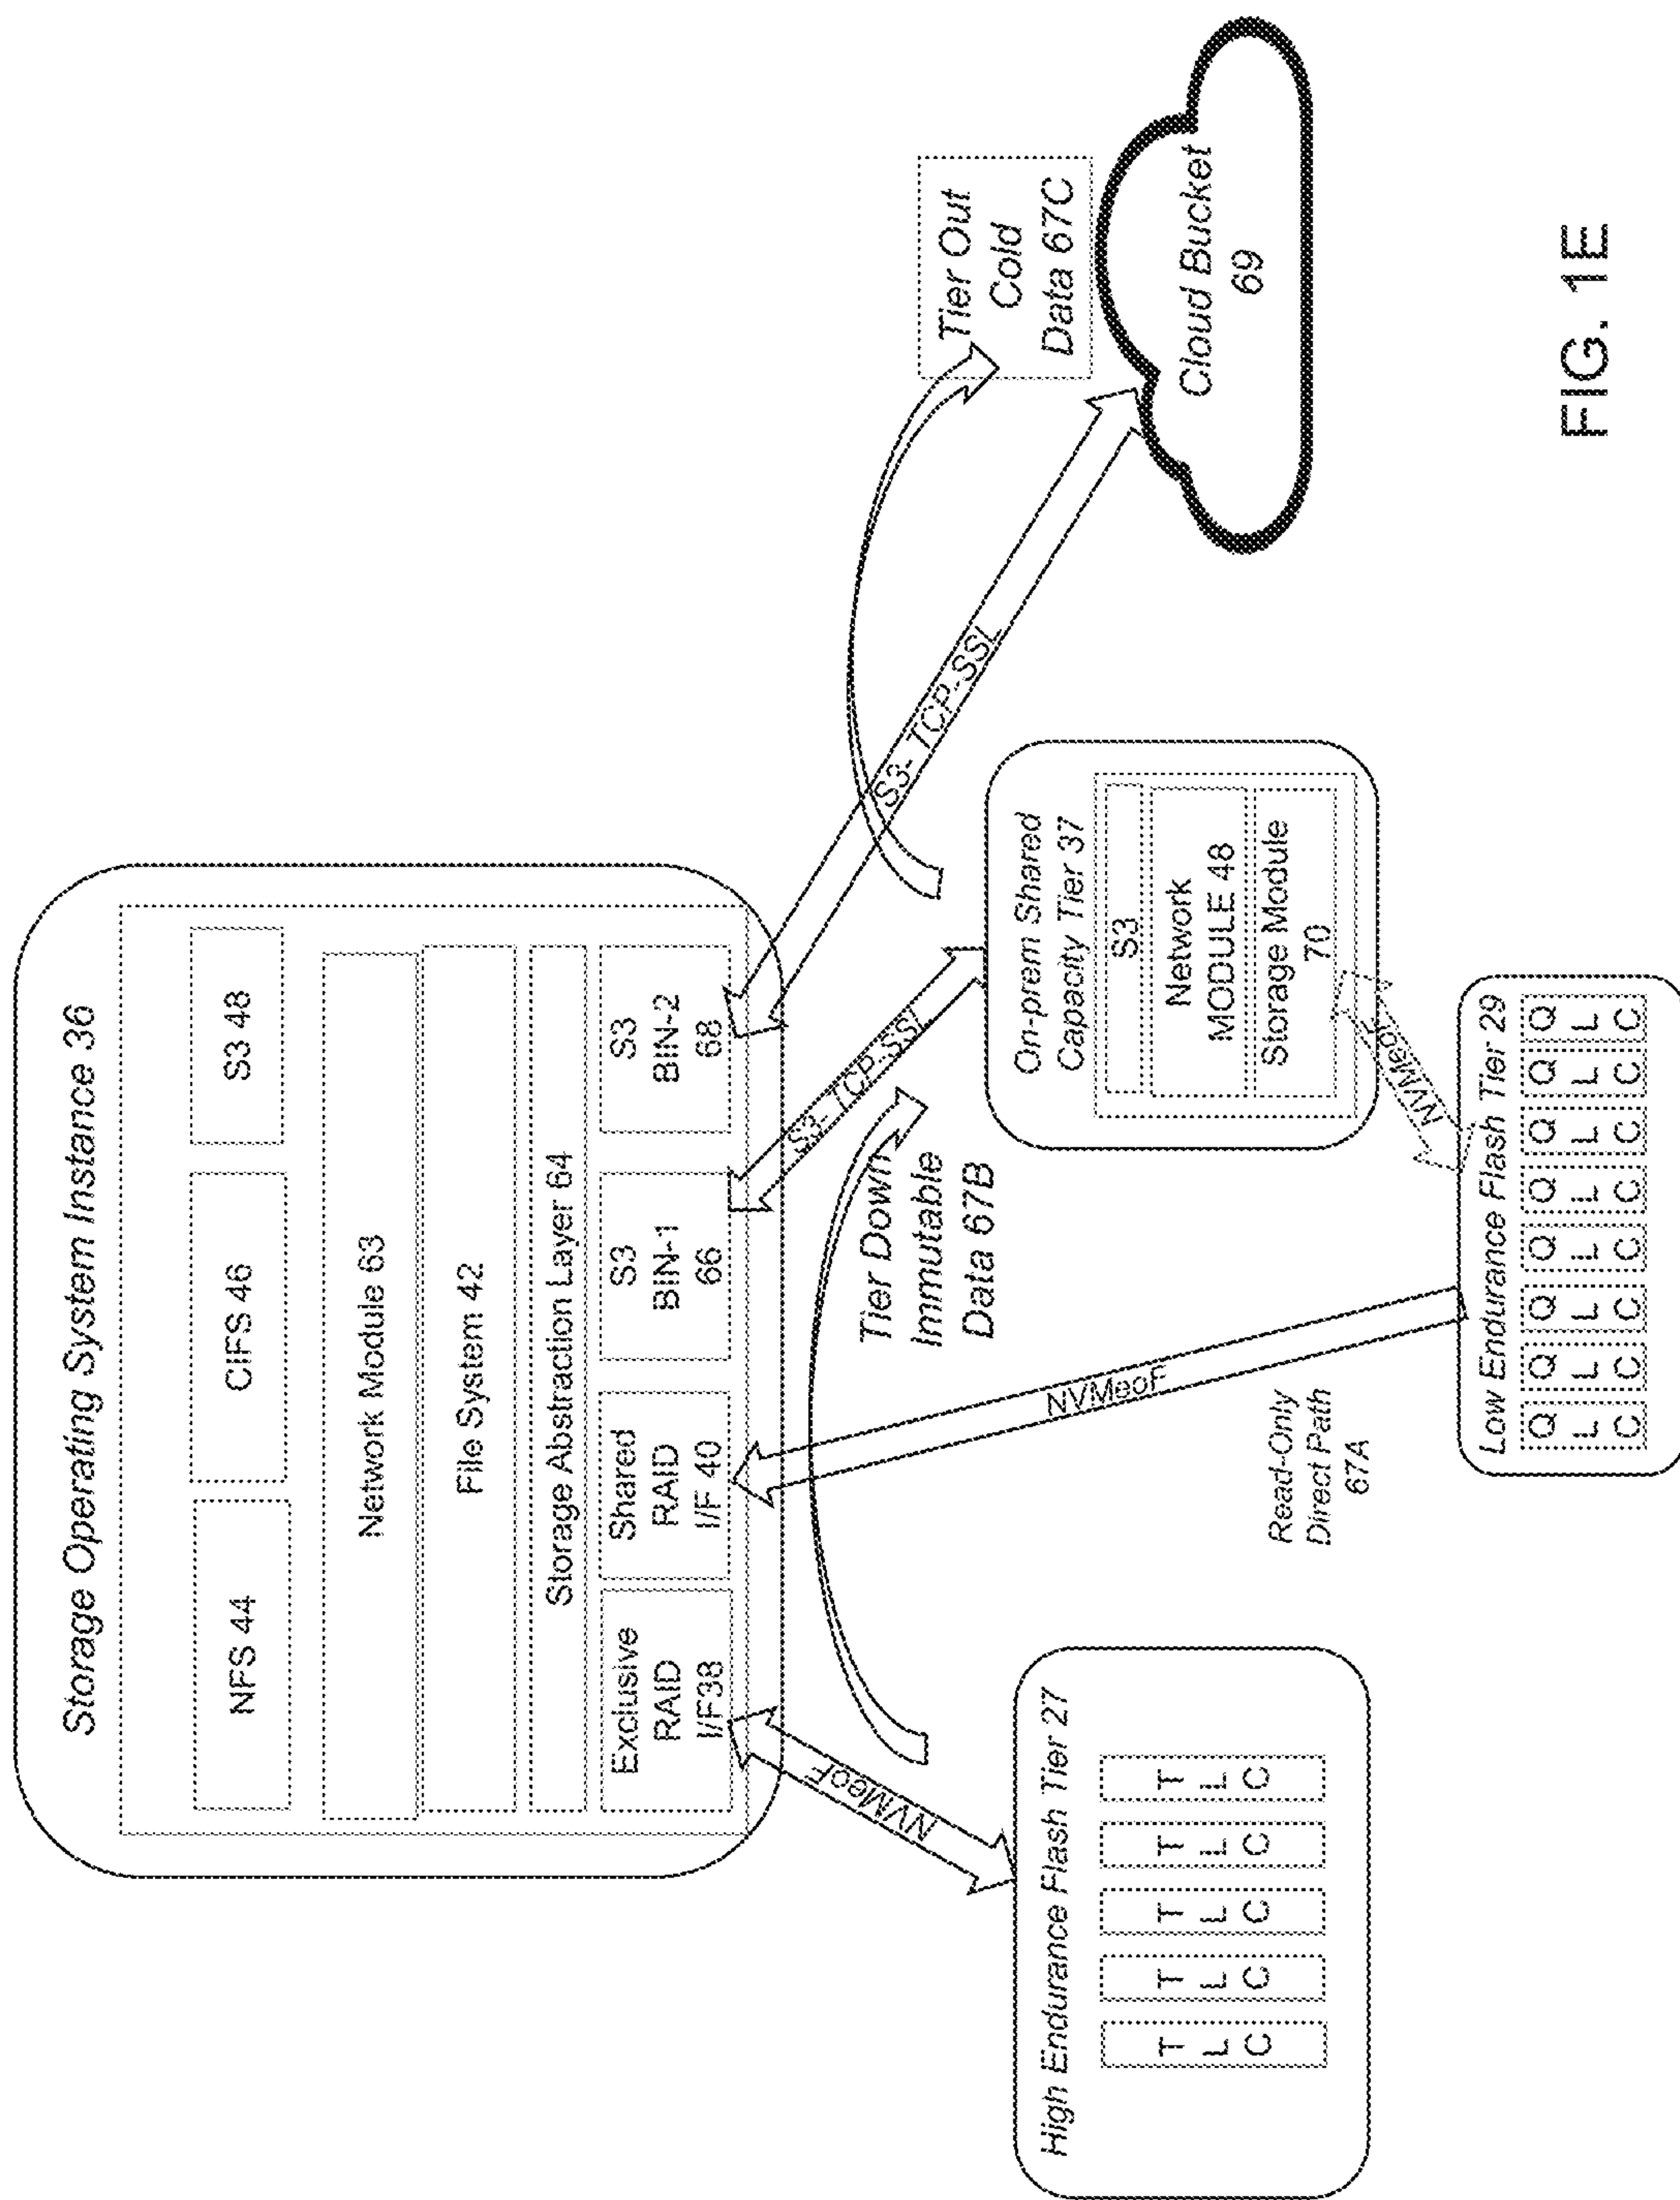 Storage Operating System Instance 36
NFS 44
CIFS 46
S3 48
Network Module 63
File System 42
Storage Abstraction Layer 64
Exclusive
RAID
I/F38
Shared
RAID
I/F 40
S3
BIN-1
66
S3
BIN-2
68
NVMeoF
S3- TCP-SSL
S3- TCP-SSL
Tier Down
Immutable
Data 67B
Tier Out
Cold
Data 67C
High Endurance Flash Tier 27
T
L
C
T
L
C
T
L
C
T
L
C
T
L
C
NVMeoF
Read-Only
Direct Path
67A
On-prem Shared
Capacity Tier 37
S3
Network
MODULE 48
Storage Module
70
NVMeoF
Cloud Bucket
69
Low Endurance Flash Tier 29
Q
L
C
Q
L
C
Q
L
C
Q
L
C
Q
L
C
Q
L
C
Q
L
C
Q
L
C
FIG. 1E